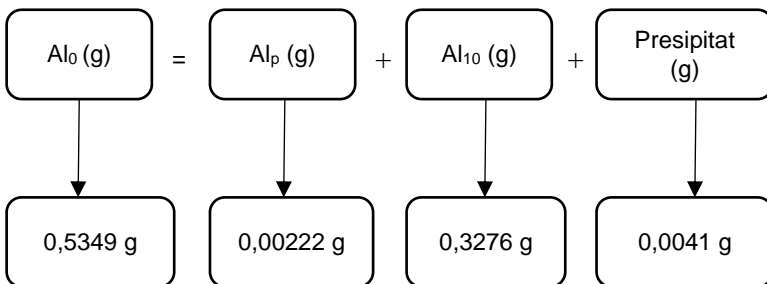 Al₀ (g) = Alₚ (g) + Al₁₀ (g) + Presipitat
(g)
0,5349 g 0,00222 g 0,3276 g 0,0041 g